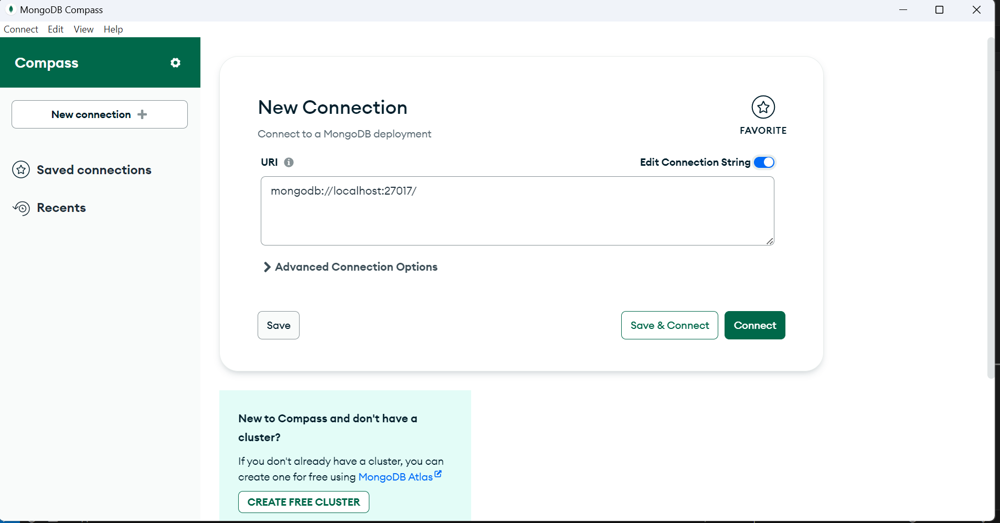 MongoDB Compass
Connect Edit View Help
Compass
New connection
Saved connections
Recents
New Connection
Connect to a MongoDB deployment
FAVORITE
URI
Edit Connection String
mongodb://localhost:27017/
Advanced Connection Options
Save
Save & Connect
Connect
New to Compass and don't have a
cluster?
If you don't already have a cluster, you can
create one for free using MongoDB Atlas
CREATE FREE CLUSTER